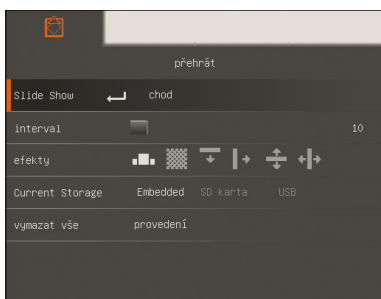 přehrát
Slide Show chod
interval 10
efekty
Current Storage Embedded SD karta USB
vymazat vše provedení